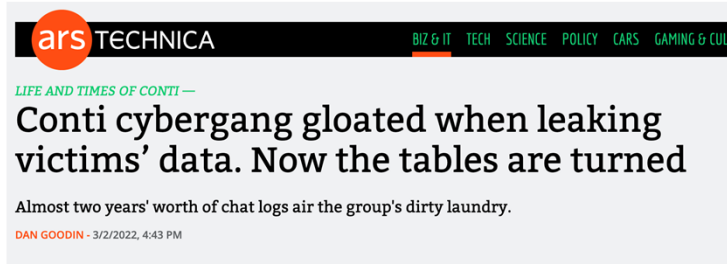 ars TECHNICA
BIZ & IT TECH SCIENCE POLICY CARS GAMING & CUL
LIFE AND TIMES OF CONTI —
Conti cybergang gloated when leaking
victims’ data. Now the tables are turned
Almost two years' worth of chat logs air the group's dirty laundry.
DAN GOODIN - 3/2/2022, 4:43 PM